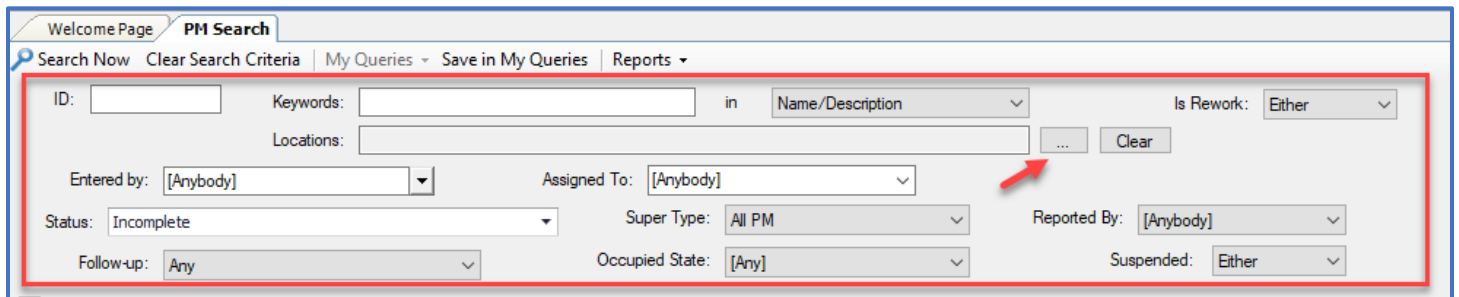 Welcome Page PM Search
Search Now Clear Search Criteria My Queries Save in My Queries Reports
ID: Keywords: in Name/Description Is Rework: Either
Locations: ... Clear
Entered by: [Anybody] Assigned To: [Anybody]
Status: Incomplete Super Type: All PM Reported By: [Anybody]
Follow-up: Any Occupied State: [Any] Suspended: Either